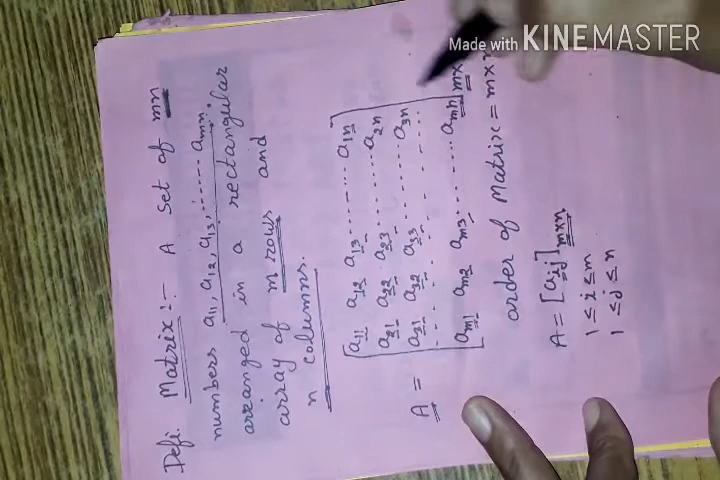 Made with KINEMASTER
Defi. Matrix:- A set of mn
numbers a11, a12, a13, ...... amn.
arranged in a rectangular
array of m rows and
n columns.
a11 a12 a13 ....... a1n
a21 a22 a23 ....... a2n
A = a31 a32 a33 ....... a3n
am1 am2 am3 ....... amn
order of Matrix = m×n
A = [aij]m×n
1≤i≤m
1≤j≤n